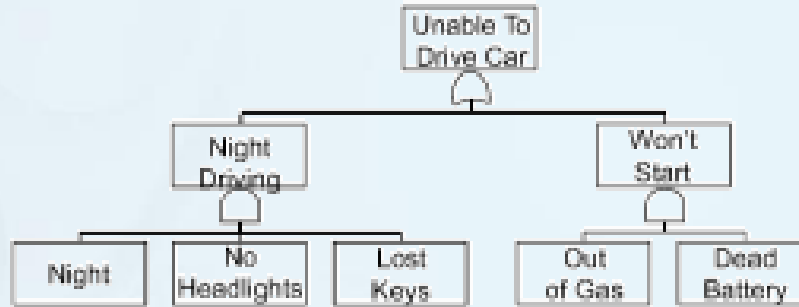 Unable To
Drive Car
Night
Driving
Won't
Start
Night
No
Headlights
Lost
Keys
Out
of Gas
Dead
Battery